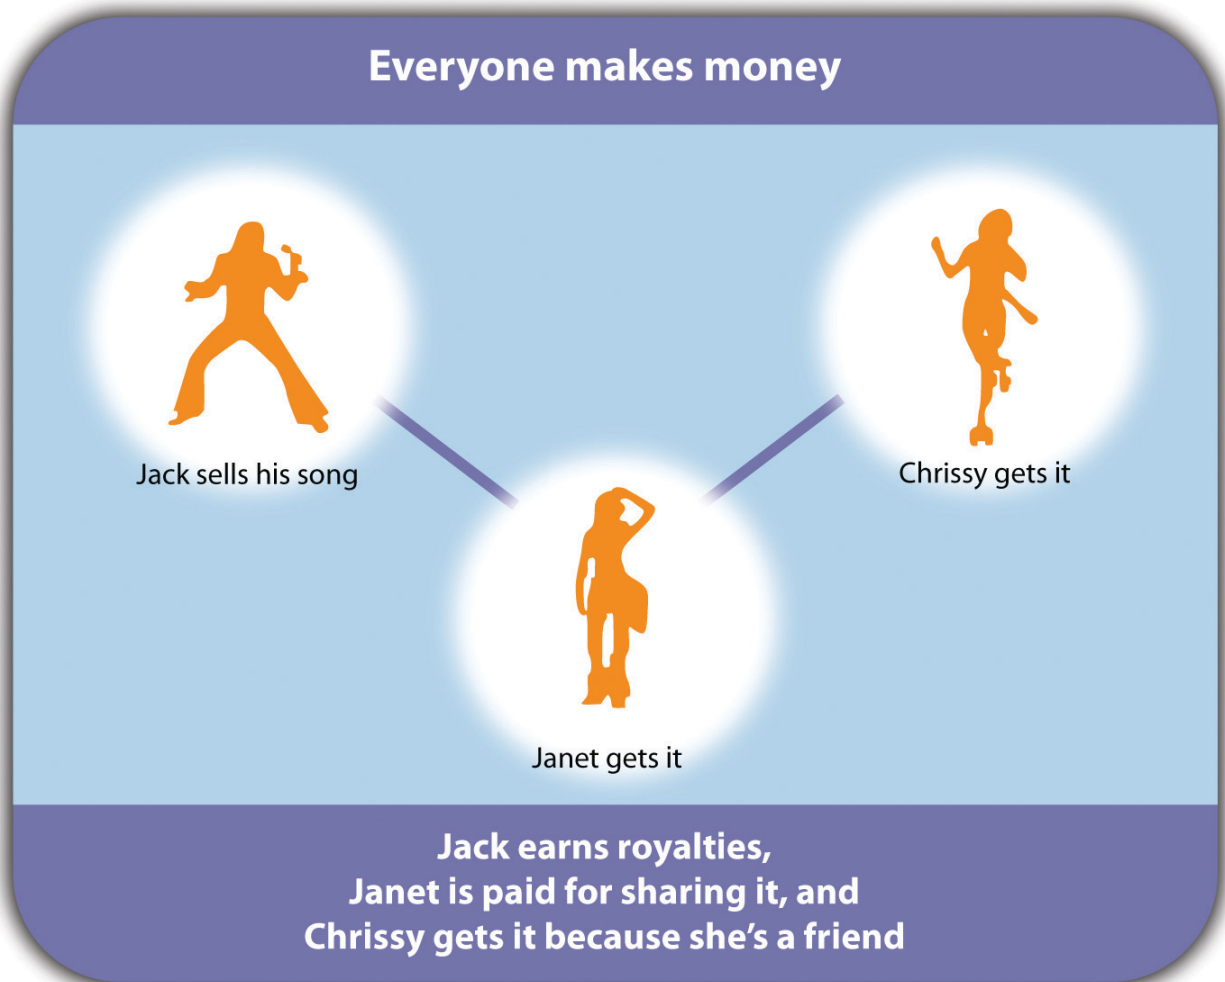 Everyone makes money
Jack sells his song
Chrissy gets it
Janet gets it
Jack earns royalties,
Janet is paid for sharing it, and
Chrissy gets it because she's a friend